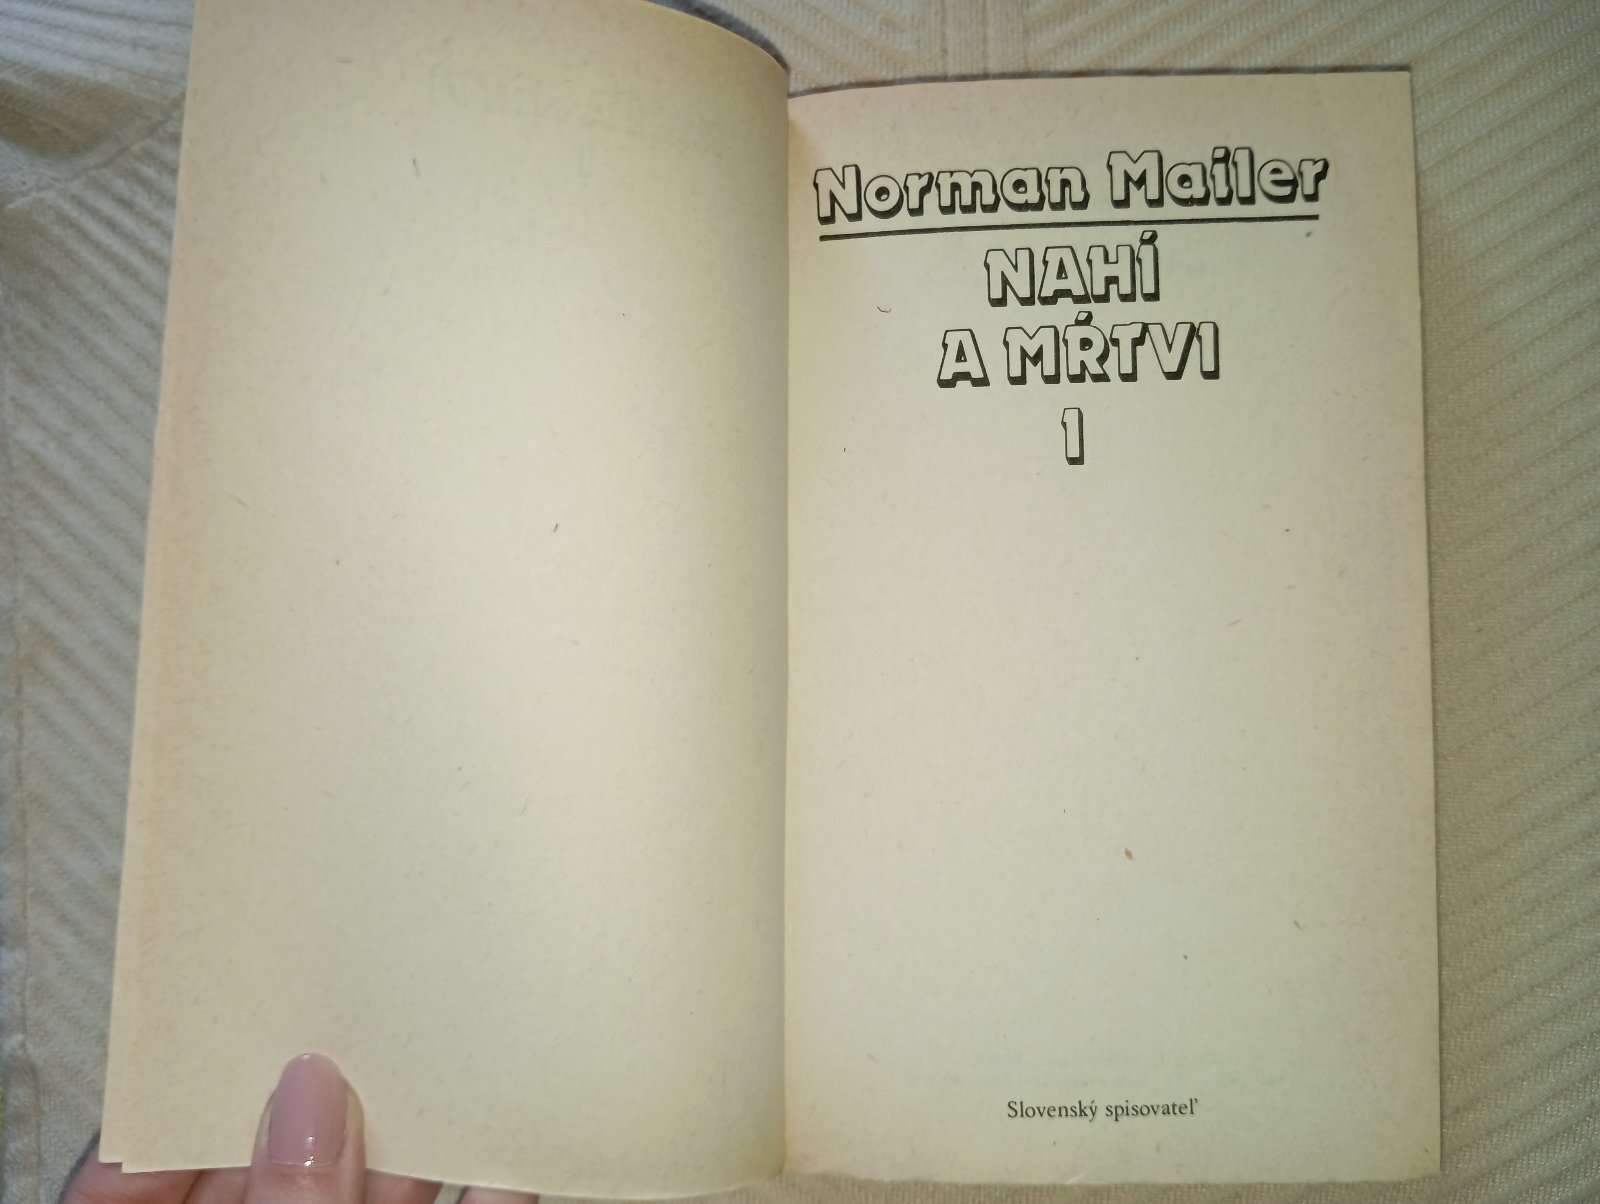 Norman Mailer
NAHÍ
A MŔTVI
1
Slovenský spisovateľ